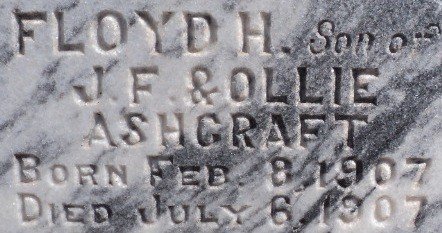 FLOYD H. Son of
J F. & OLLIE
ASHCRAFT
BORN FEB. 8, 1907
DIED JULY 6, 1907